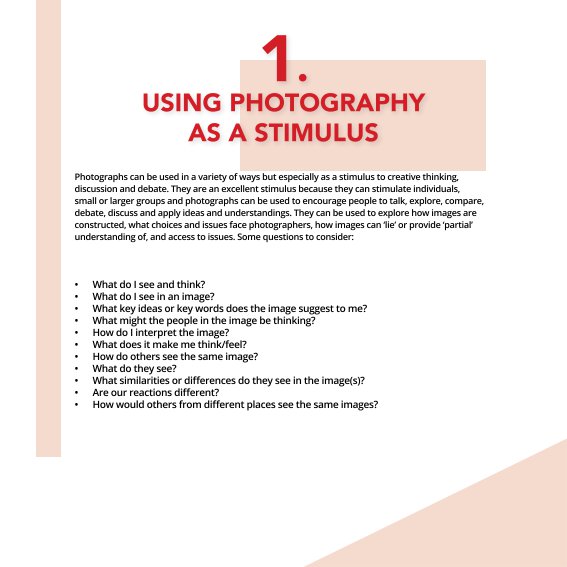 1.
USING PHOTOGRAPHY
AS A STIMULUS
Photographs can be used in a variety of ways but especially as a stimulus to creative thinking,
discussion and debate. They are an excellent stimulus because they can stimulate individuals,
small or larger groups and photographs can be used to encourage people to talk, explore, compare,
debate, discuss and apply ideas and understandings. They can be used to explore how images are
constructed, what choices and issues face photographers, how images can ‘lie’ or provide ‘partial’
understanding of, and access to issues. Some questions to consider:
• What do I see and think?
• What do I see in an image?
• What key ideas or key words does the image suggest to me?
• What might the people in the image be thinking?
• How do I interpret the image?
• What does it make me think/feel?
• How do others see the same image?
• What do they see?
• What similarities or differences do they see in the image(s)?
• Are our reactions different?
• How would others from different places see the same images?